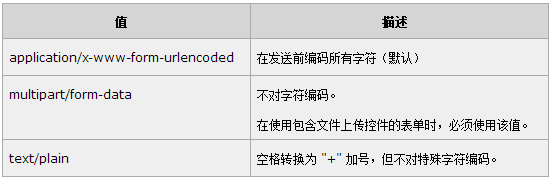 值 描述
application/x-www-form-urlencoded 在发送前编码所有字符（默认）
multipart/form-data 不对字符编码。
在使用包含文件上传控件的表单时，必须使用该值。
text/plain 空格转换为 "+" 加号，但不对特殊字符编码。